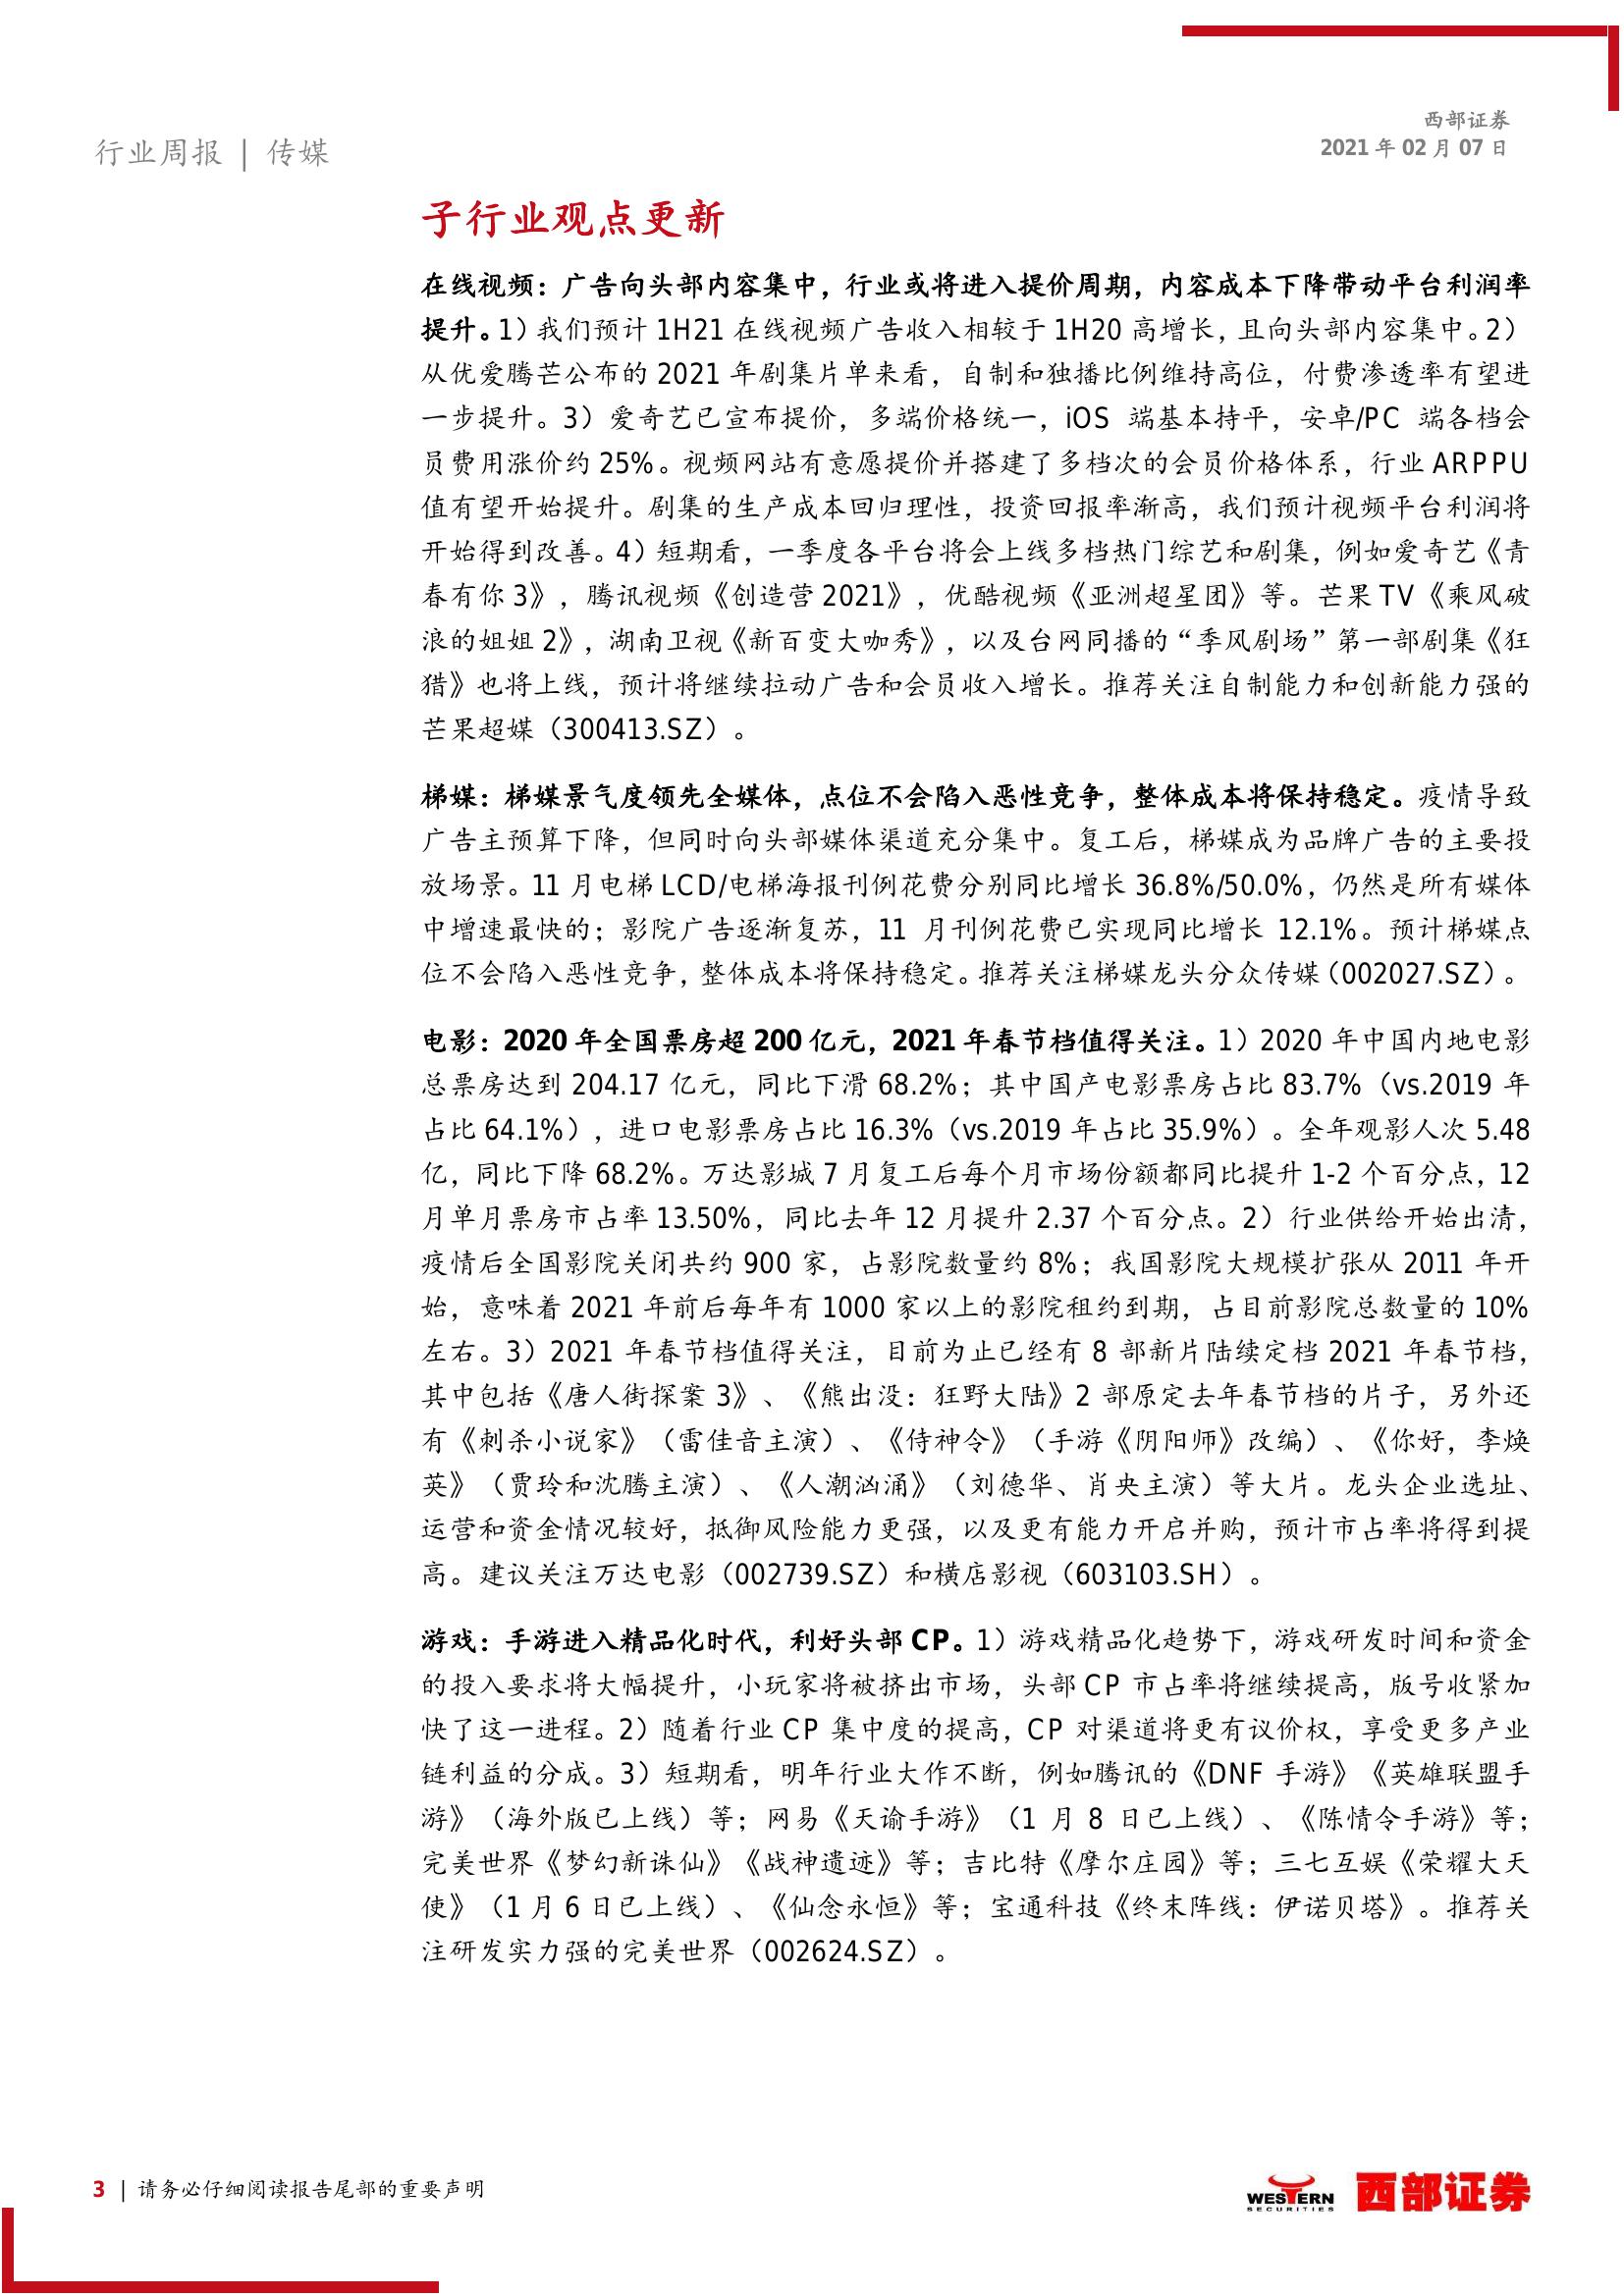 西部证券
行业周报 | 传媒
2021 年 02 月 07 日
子行业观点更新
在线视频：广告向头部内容集中，行业或将进入提价周期，内容成本下降带动平台利润率
提升。1）我们预计 1H21 在线视频广告收入相较于 1H20 高增长，且向头部内容集中。2）
从优爱腾芒公布的 2021 年剧集片单来看，自制和独播比例维持高位，付费渗透率有望进
一步提升。3）爱奇艺已宣布提价，多端价格统一，iOS 端基本持平，安卓/PC 端各档会
员费用涨价约 25%。视频网站有意愿提价并搭建了多档次的会员价格体系，行业 ARPPU
值有望开始提升。剧集的生产成本回归理性，投资回报率渐高，我们预计视频平台利润将
开始得到改善。4）短期看，一季度各平台将会上线多档热门综艺和剧集，例如爱奇艺《青
春有你 3》，腾讯视频《创造营 2021》，优酷视频《亚洲超星团》等。芒果 TV《乘风破
浪的姐姐 2》，湖南卫视《新百变大咖秀》，以及台网同播的“季风剧场”第一部剧集《狂
猎》也将上线，预计将继续拉动广告和会员收入增长。推荐关注自制能力和创新能力强的
芒果超媒（300413.SZ）。
梯媒：梯媒景气度领先全媒体，点位不会陷入恶性竞争，整体成本将保持稳定。疫情导致
广告主预算下降，但同时向头部媒体渠道充分集中。复工后，梯媒成为品牌广告的主要投
放场景。11 月电梯 LCD/电梯海报刊例花费分别同比增长 36.8%/50.0%，仍然是所有媒体
中增速最快的；影院广告逐渐复苏，11 月刊例花费已实现同比增长 12.1%。预计梯媒点
位不会陷入恶性竞争，整体成本将保持稳定。推荐关注梯媒龙头分众传媒（002027.SZ）。
电影：2020 年全国票房超 200 亿元，2021 年春节档值得关注。1）2020 年中国内地电影
总票房达到 204.17 亿元，同比下滑 68.2%；其中国产电影票房占比 83.7%（vs.2019 年
占比 64.1%），进口电影票房占比 16.3%（vs.2019 年占比 35.9%）。全年观影人次 5.48
亿，同比下降 68.2%。万达影城 7 月复工后每个月市场份额都同比提升 1-2 个百分点，12
月单月票房市占率 13.50%，同比去年 12 月提升 2.37 个百分点。2）行业供给开始出清，
疫情后全国影院关闭共约 900 家，占影院数量约 8%；我国影院大规模扩张从 2011 年开
始，意味着 2021 年前后每年有 1000 家以上的影院租约到期，占目前影院总数量的 10%
左右。3）2021 年春节档值得关注，目前为止已经有 8 部新片陆续定档 2021 年春节档，
其中包括《唐人街探案 3》、《熊出没：狂野大陆》2 部原定去年春节档的片子，另外还
有《刺杀小说家》（雷佳音主演）、《侍神令》（手游《阴阳师》改编）、《你好，李焕
英》（贾玲和沈腾主演）、《人潮汹涌》（刘德华、肖央主演）等大片。龙头企业选址、
运营和资金情况较好，抵御风险能力更强，以及更有能力开启并购，预计市占率将得到提
高。建议关注万达电影（002739.SZ）和横店影视（603103.SH）。
游戏：手游进入精品化时代，利好头部 CP。1）游戏精品化趋势下，游戏研发时间和资金
的投入要求将大幅提升，小玩家将被挤出市场，头部 CP 市占率将继续提高，版号收紧加
快了这一进程。2）随着行业 CP 集中度的提高，CP 对渠道将更有议价权，享受更多产业
链利益的分成。3）短期看，明年行业大作不断，例如腾讯的《DNF 手游》《英雄联盟手
游》（海外版已上线）等；网易《天谕手游》（1 月 8 日已上线）、《陈情令手游》等；
完美世界《梦幻新诛仙》《战神遗迹》等；吉比特《摩尔庄园》等；三七互娱《荣耀大天
使》（1 月 6 日已上线）、《仙念永恒》等；宝通科技《终末阵线：伊诺贝塔》。推荐关
注研发实力强的完美世界（002624.SZ）。
3 | 请务必仔细阅读报告尾部的重要声明
WESTERN
SECURITIES
西部证券